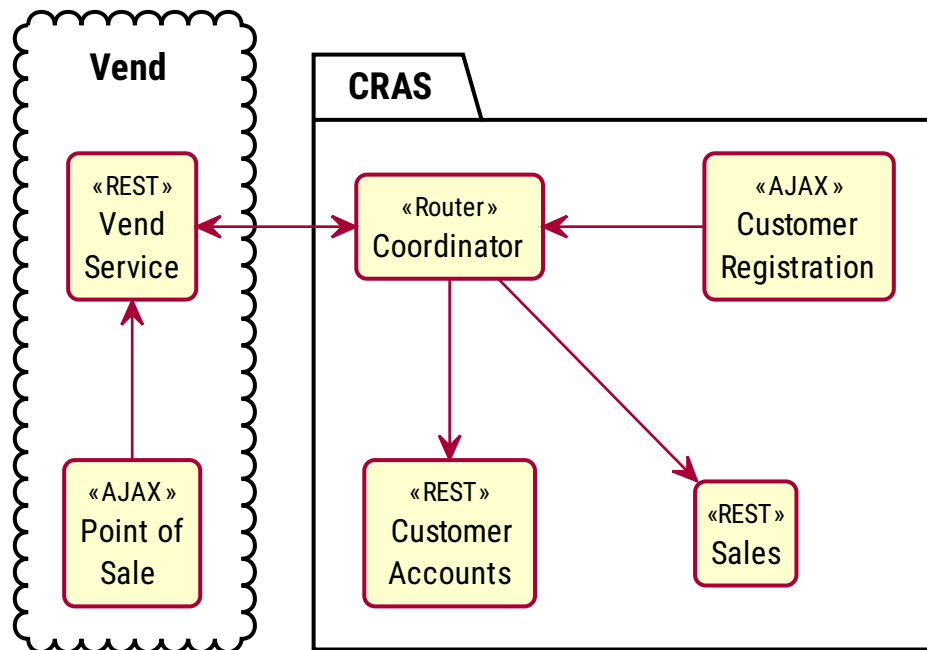 Vend
CRAS
«REST»
Vend
Service
«Router»
Coordinator
«AJAX»
Customer
Registration
«AJAX»
Point of
Sale
«REST»
Customer
Accounts
«REST»
Sales